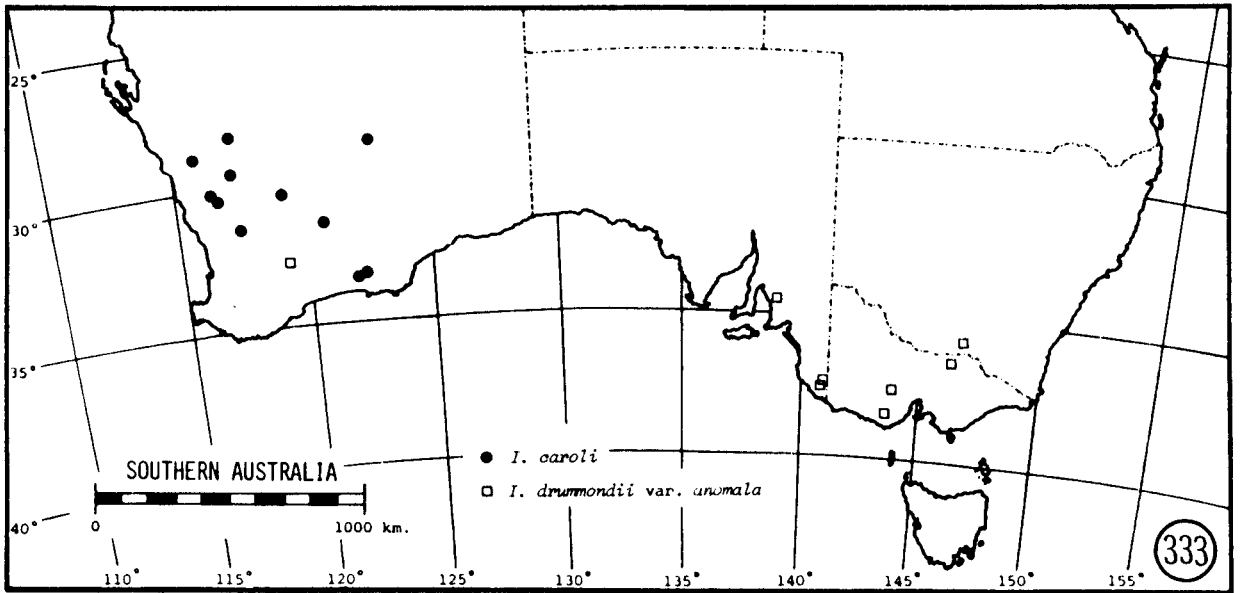 25°
30°
35°
40°
SOUTHERN AUSTRALIA
0 1000 km.
I. caroli
I. drummondii var. anomala
333
110° 115° 120° 125° 130° 135° 140° 145° 150° 155°